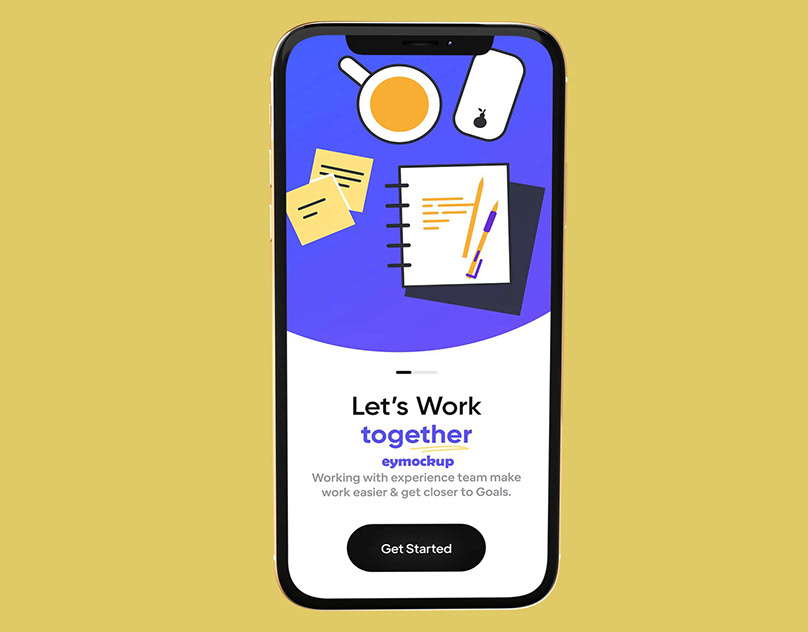 Let's Work
together
eymockup
Working with experience team make
work easier & get closer to Goals.
Get Started